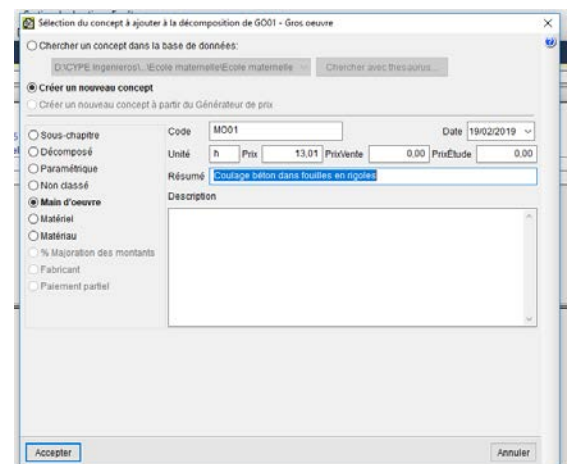 Sélection du concept à ajouter à la décomposition de GO01 - Gros oeuvre
Chercher un concept dans la base de données:
D:\CYPE Ingenieros\...\Ecole maternelle\Ecole maternelle
Chercher avec thesaurus...
Créer un nouveau concept
Créer un nouveau concept à partir du Générateur de prix
Sous-chapitre
Décomposé
Paramétrique
Non classé
Main d'oeuvre
Matériel
Matériau
% Majoration des montants
Fabricant
Paiement partiel
Code MO01 Date 19/02/2019
Unité h Prix 13,01 PrixVente 0,00 PrixÉtude 0,00
Résumé Coulage béton dans fouilles en rigoles
Description
Accepter Annuler